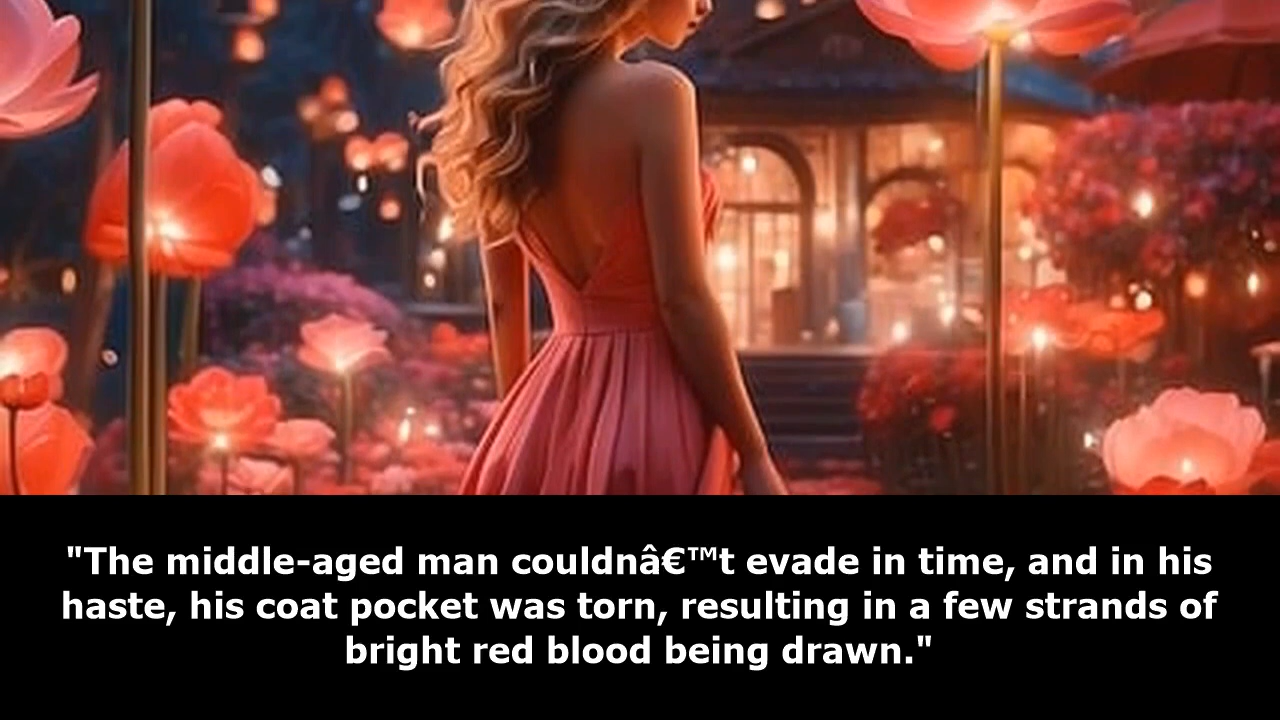 "The middle-aged man couldnâ€™t evade in time, and in his
haste, his coat pocket was torn, resulting in a few strands of
bright red blood being drawn."